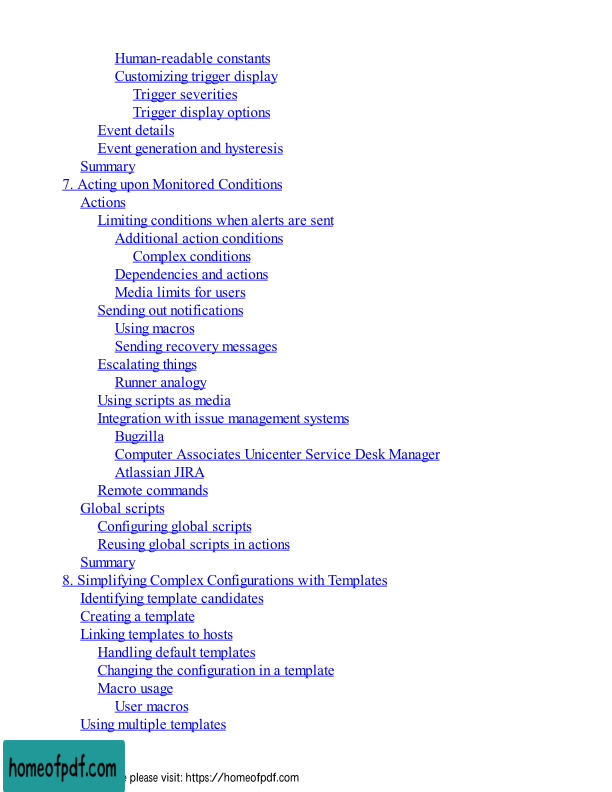 Human-readable constants
Customizing trigger display
Trigger severities
Trigger display options
Event details
Event generation and hysteresis
Summary
7. Acting upon Monitored Conditions
Actions
Limiting conditions when alerts are sent
Additional action conditions
Complex conditions
Dependencies and actions
Media limits for users
Sending out notifications
Using macros
Sending recovery messages
Escalating things
Runner analogy
Using scripts as media
Integration with issue management systems
Bugzilla
Computer Associates Unicenter Service Desk Manager
Atlassian JIRA
Remote commands
Global scripts
Configuring global scripts
Reusing global scripts in actions
Summary
8. Simplifying Complex Configurations with Templates
Identifying template candidates
Creating a template
Linking templates to hosts
Handling default templates
Changing the configuration in a template
Macro usage
User macros
Using multiple templates
homeofpdf.com
please visit: https://homeofpdf.com